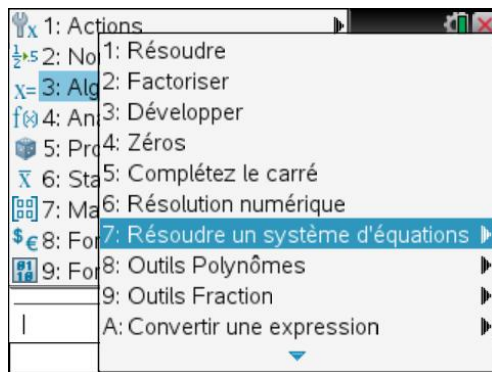 1: Actions
2: No
3: Alg
4: An
5: Pro
6: Sta
7: Ma
8: For
9: For
1: Résoudre
2: Factoriser
3: Développer
4: Zéros
5: Complétez le carré
6: Résolution numérique
7: Résoudre un système d'équations
8: Outils Polynômes
9: Outils Fraction
A: Convertir une expression